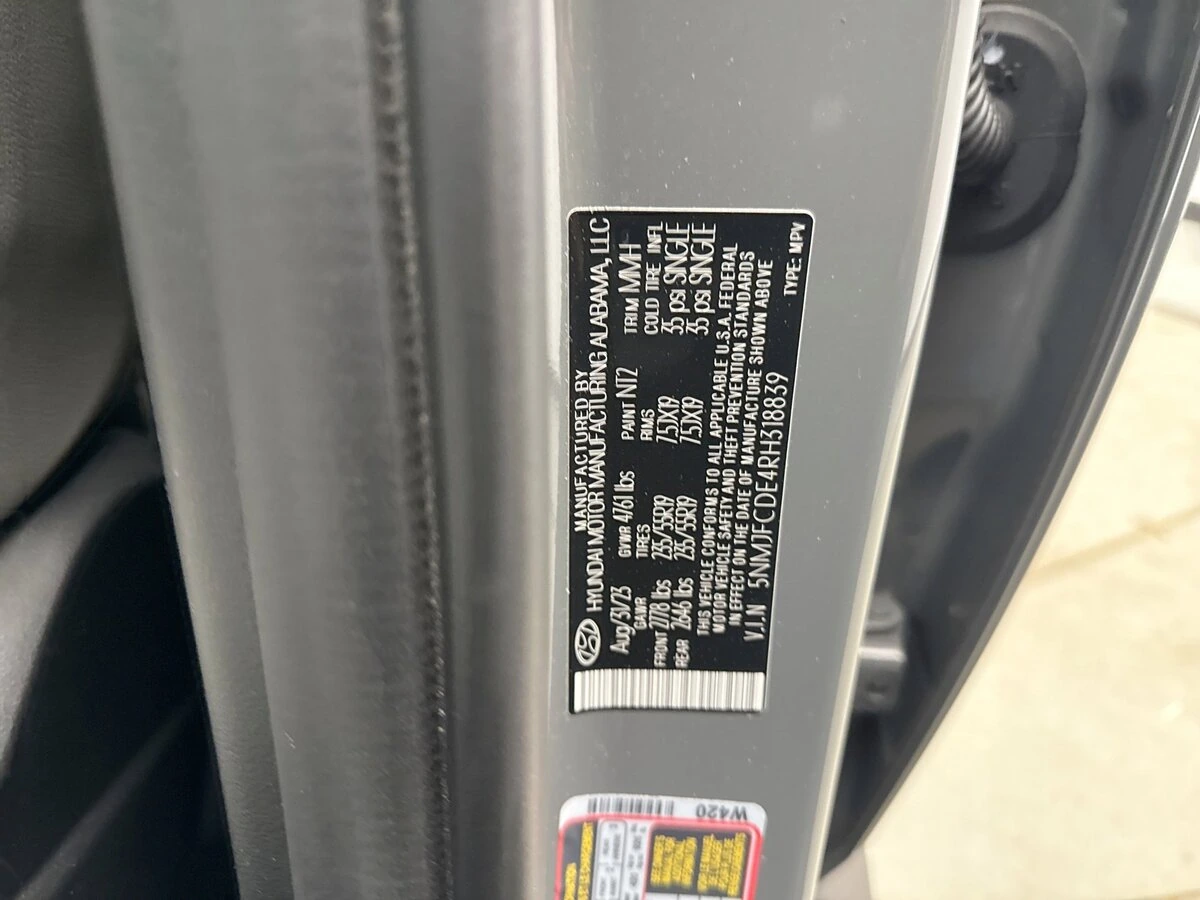 MANUFACTURED BY
HYUNDAI MOTOR MANUFACTURING ALABAMA, LLC
Aug/31/23 GVWR 4761 lbs PAINT NT2 TRIM MMH
GAWR TIRES RIMS COLD TIRE INFL
FRONT 2778 lbs 235/55R19 7.5JX19 35 psi SINGLE
REAR 2646 lbs 235/55R19 7.5JX19 35 psi SINGLE
THIS VEHICLE CONFORMS TO ALL APPLICABLE U.S.A. FEDERAL
MOTOR VEHICLE SAFETY AND THEFT PREVENTION STANDARDS
IN EFFECT ON THE DATE OF MANUFACTURE SHOWN ABOVE
V.I.N 5NMJFCDE4RH318839 TYPE: MPV
W420